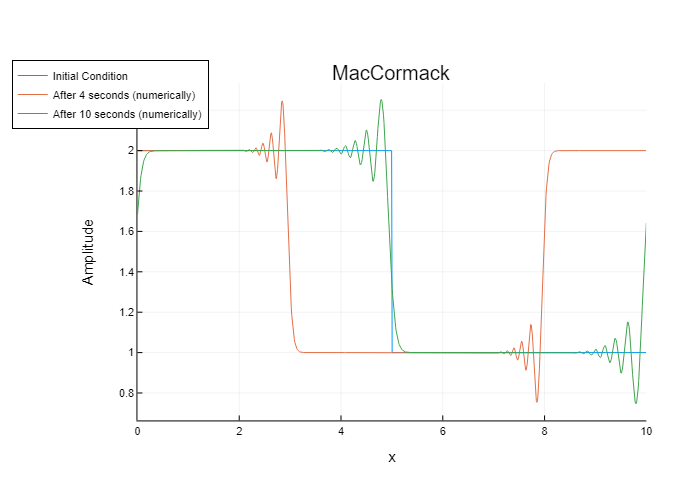 MacCormack
Initial Condition
After 4 seconds (numerically)
After 10 seconds (numerically)
Amplitude
2
1.8
1.6
1.4
1.2
1
0.8
0 2 4 6 8 10
x